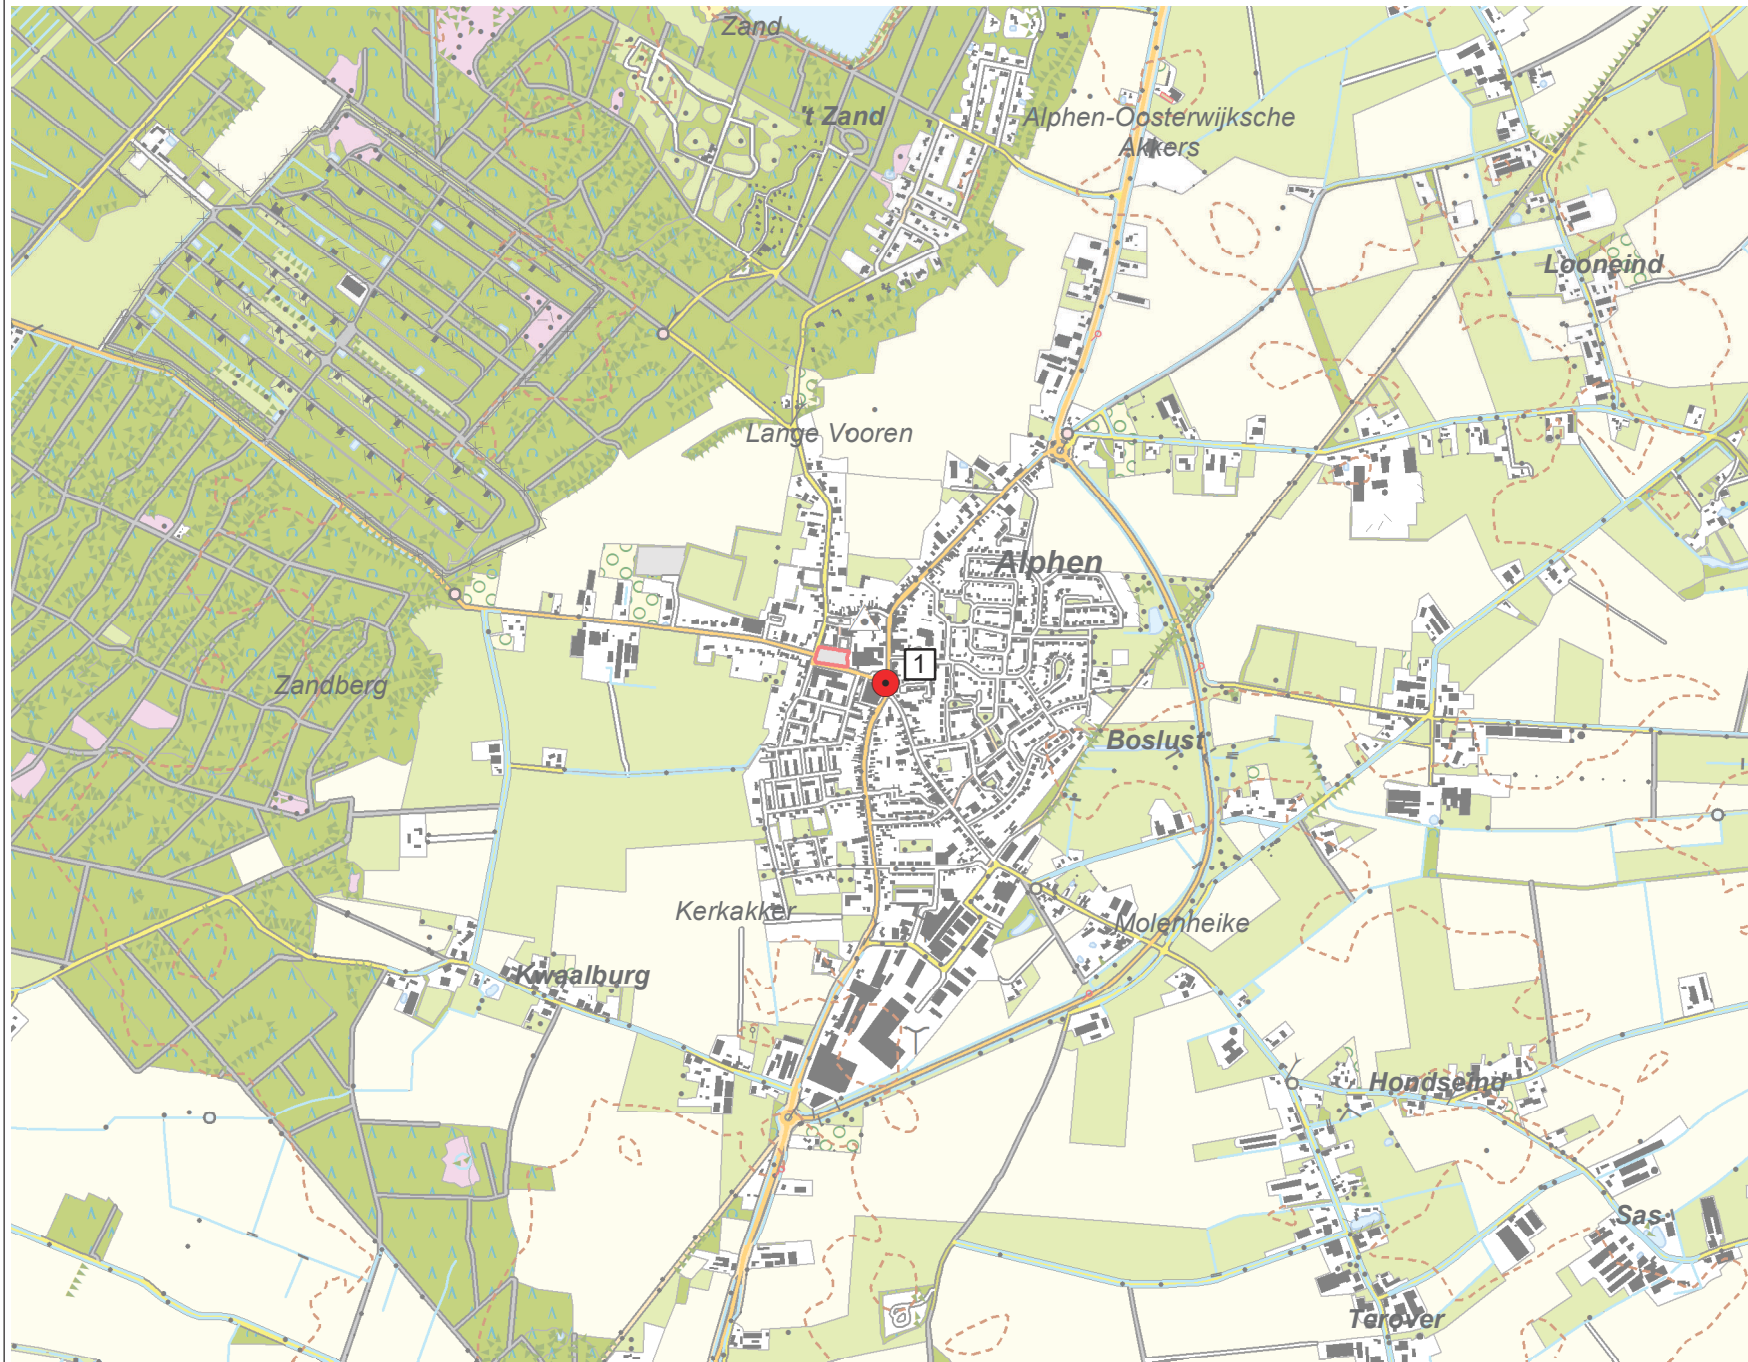 Zand
't Zand
Alphen-Oosterwijksche
Akkers
Looneind
Lange Vooren
Alphen
1
Zandberg
Boslust
Kerkakker
Molenheike
Kwaalburg
Hondseind
Sas
Terover